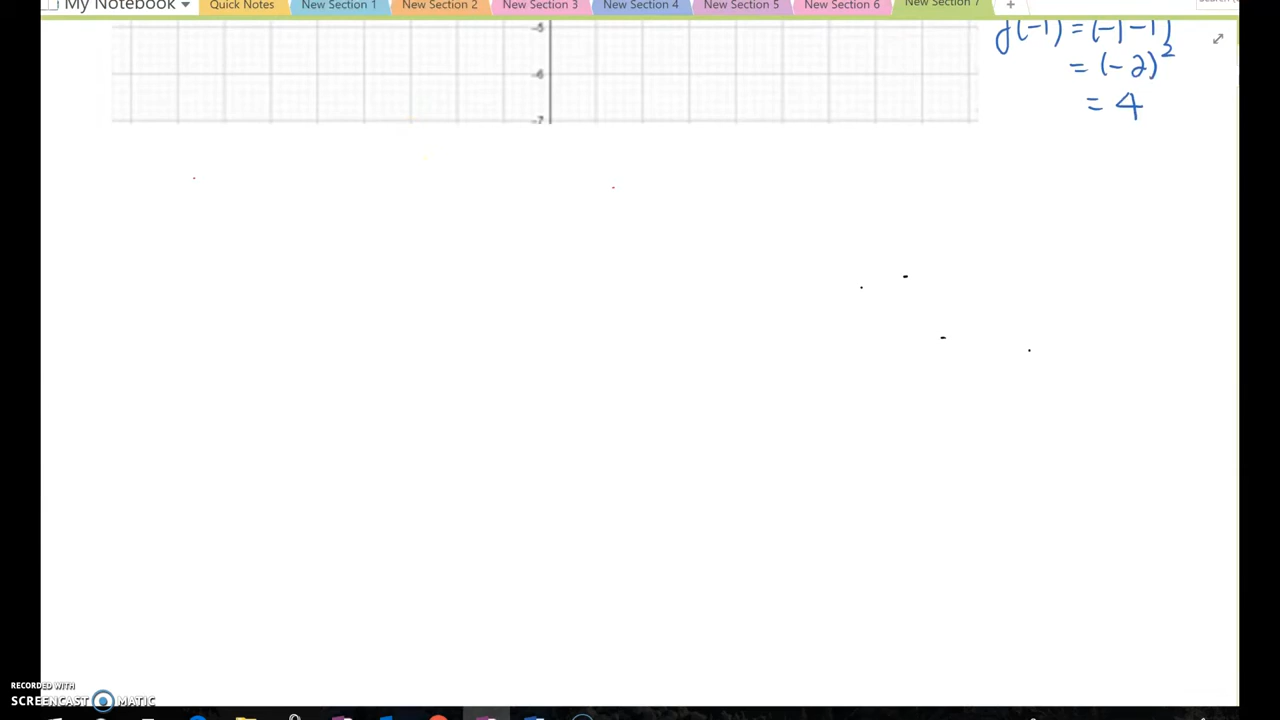 My Notebook Quick Notes New Section 1 New Section 2 New Section 3 New Section 4 New Section 5 New Section 6 New Section 7 +
-5
-6
-7
f(-1) = (-1-1)
= (-2)²
= 4
RECORDED WITH
SCREENCAST MATIC